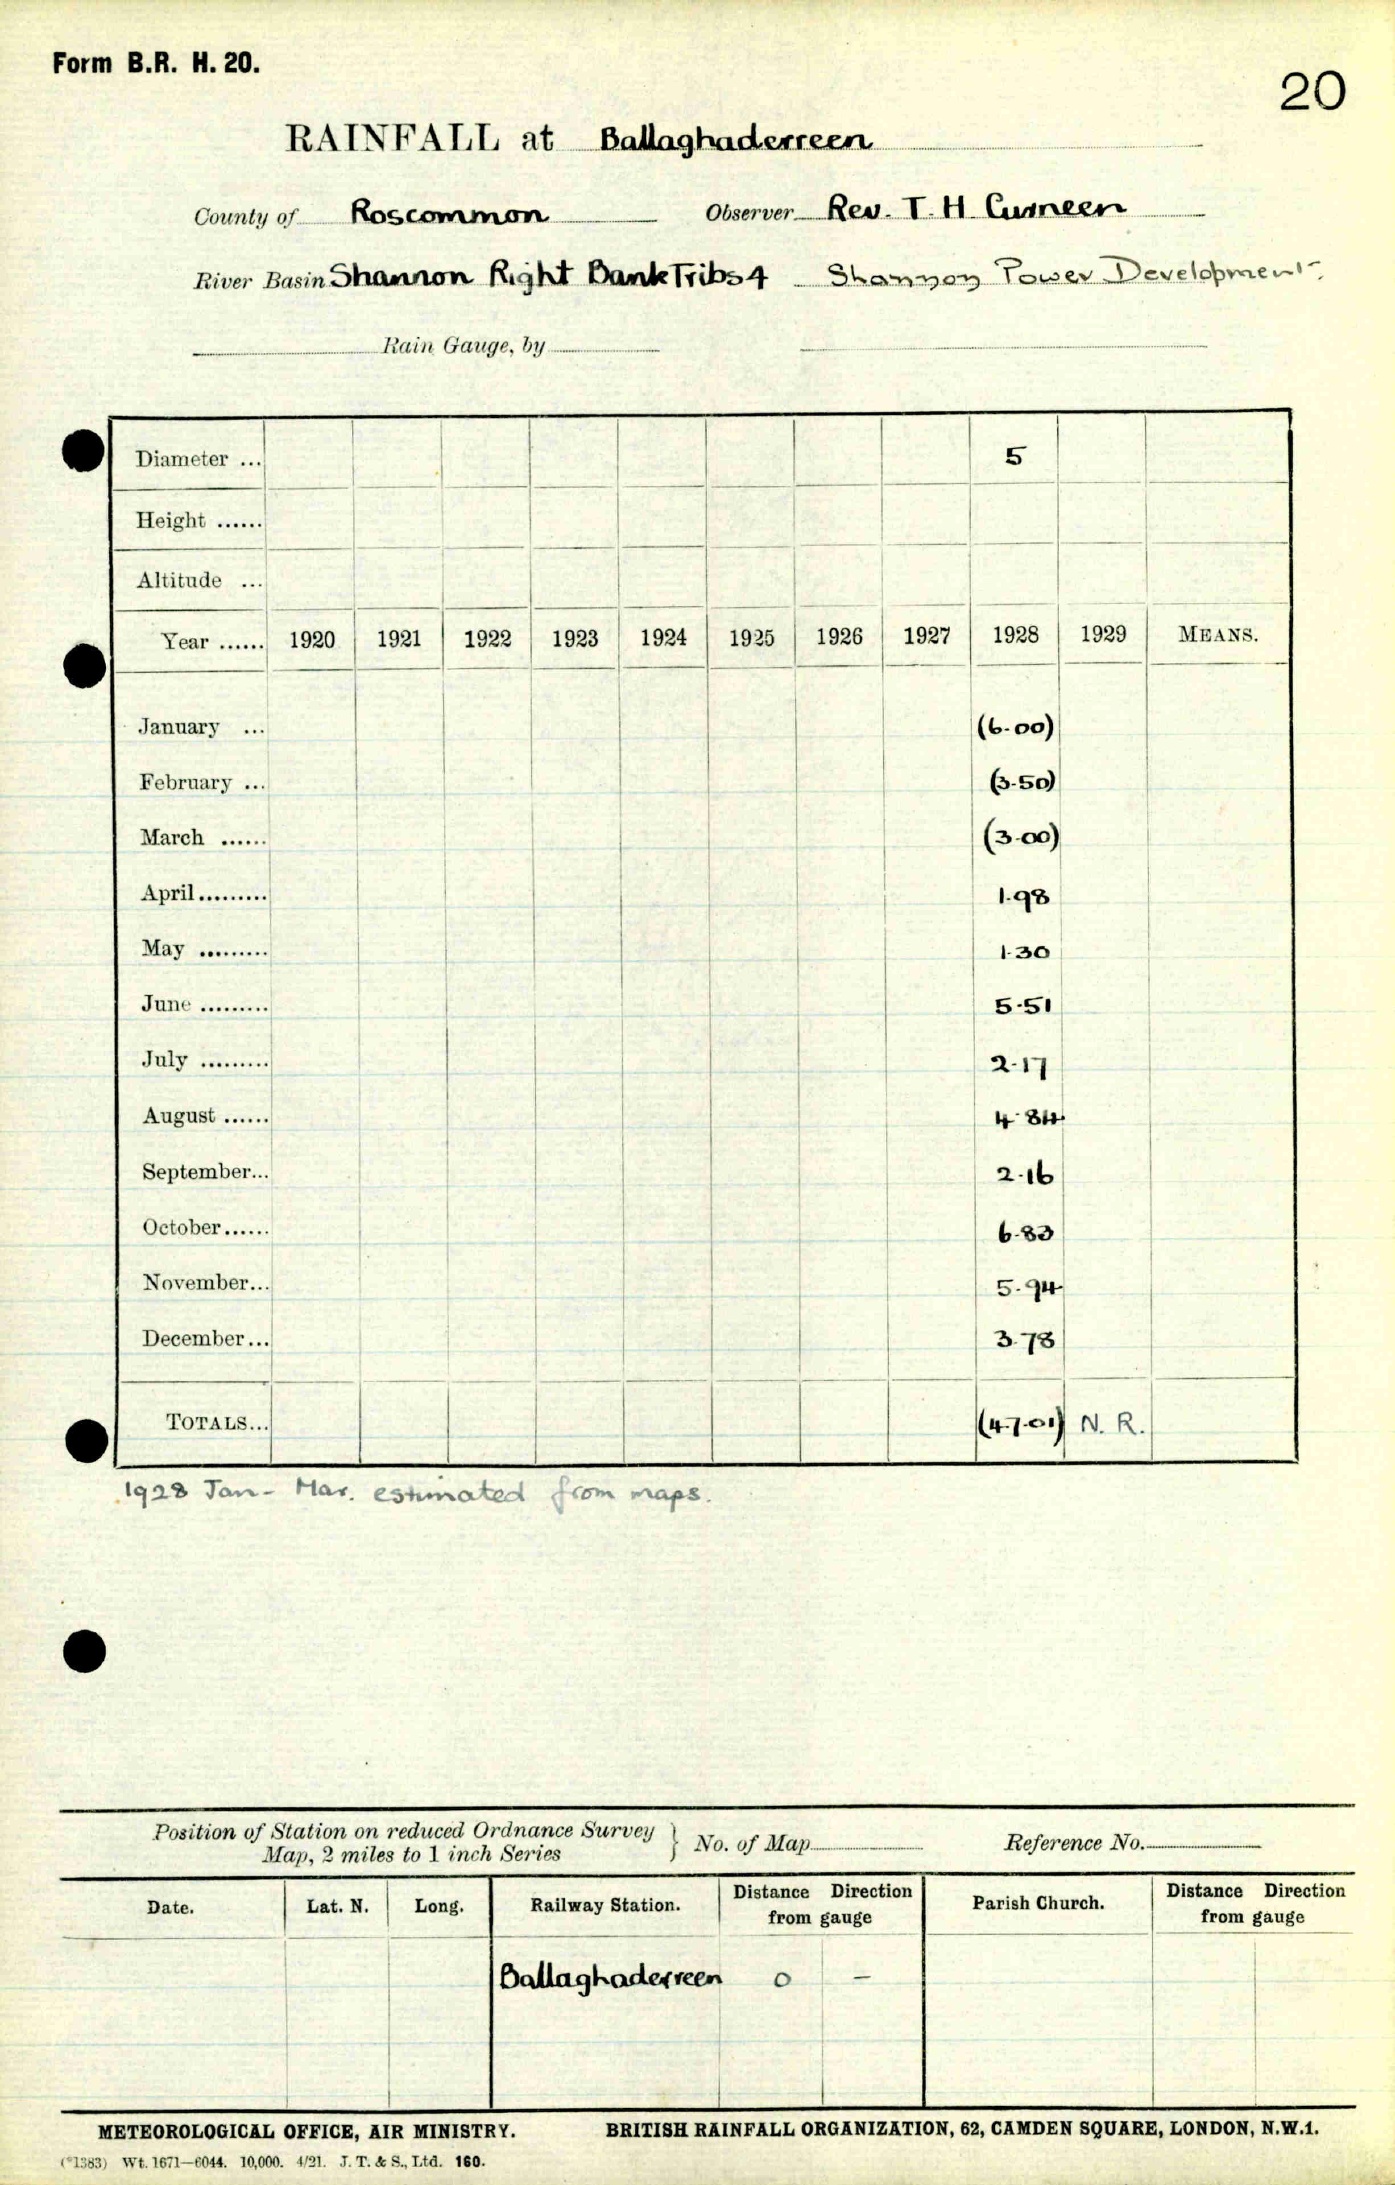 Form B.R. H. 20.
20
RAINFALL at Ballaghaderreen
County of Roscommon Observer Rev. T. H Curneen
River Basin Shannon Right Bank Tribs 4 Shannon Power Development.
Rain Gauge, by
Diameter ... 5
Height ......
Altitude ...
Year ...... 1920 1921 1922 1923 1924 1925 1926 1927 1928 1929 MEANS.
January ... (6.00)
February ... (3.50)
March ...... (3.00)
April......... 1.98
May ......... 1.30
June ......... 5.51
July ......... 2.17
August ...... 4.84
September... 2.16
October...... 6.83
November... 5.94
December... 3.78
TOTALS... (47.01) N. R.
1928 Jan - Mar. estimated from maps.
Position of Station on reduced Ordnance Survey
Map, 2 miles to 1 inch Series } No. of Map Reference No.
Date. Lat. N. Long. Railway Station. Distance Direction from gauge Parish Church. Distance Direction from gauge
Ballaghaderreen 0 –
METEOROLOGICAL OFFICE, AIR MINISTRY. BRITISH RAINFALL ORGANIZATION, 62, CAMDEN SQUARE, LONDON, N.W.1.
(*1383) Wt. 1671—6044. 10,000. 4/21. J. T. & S., Ltd. 160.